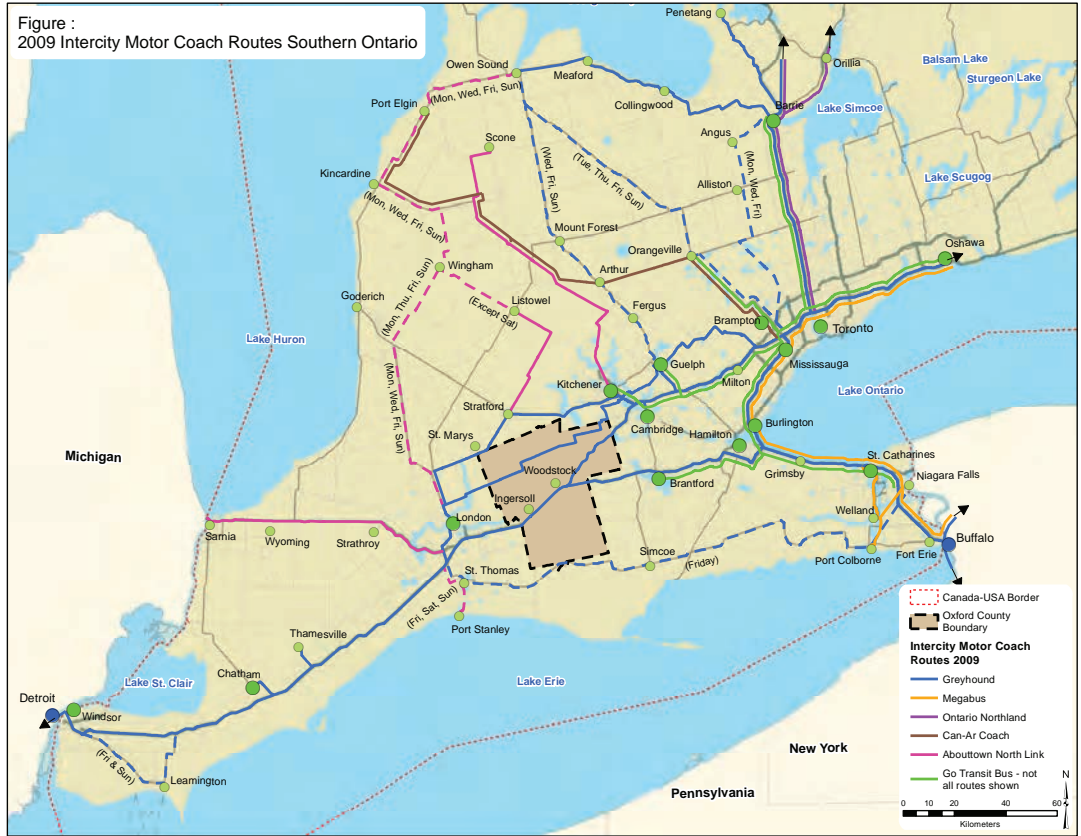 Figure :
2009 Intercity Motor Coach Routes Southern Ontario
Penetang
Orillia
Balsam Lake
Sturgeon Lake
Owen Sound
Meaford
Collingwood
Barrie
Lake Simcoe
Port Elgin
(Mon, Wed, Fri, Sun)
Scone
Angus
Kincardine
(Mon, Wed, Fri, Sun)
(Wed, Fri, Sun)
(Tue, Thu, Fri, Sun)
Alliston
(Mon, Wed, Fri)
Lake Scugog
Mount Forest
Orangeville
Oshawa
Wingham
Arthur
Goderich
(Mon, Thu, Fri, Sun)
(Except Sat)
Listowel
Fergus
Brampton
Toronto
Lake Huron
Mississauga
Guelph
Milton
Kitchener
Lake Ontario
(Mon, Wed, Fri, Sun)
Stratford
Cambridge
Burlington
Hamilton
St. Marys
Michigan
Woodstock
Brantford
Grimsby
St. Catharines
Niagara Falls
Ingersoll
Welland
London
Sarnia
Wyoming
Strathroy
Simcoe
(Friday)
Port Colborne
Fort Erie
Buffalo
St. Thomas
(Fri, Sat, Sun)
Port Stanley
Thamesville
Chatham
Lake St. Clair
Lake Erie
Detroit
Windsor
(Fri & Sun)
Leamington
New York
Pennsylvania
Canada-USA Border
Oxford County
Boundary
Intercity Motor Coach
Routes 2009
Greyhound
Megabus
Ontario Northland
Can-Ar Coach
Abouttown North Link
Go Transit Bus - not
all routes shown
N
0 10 20 40 60
Kilometers